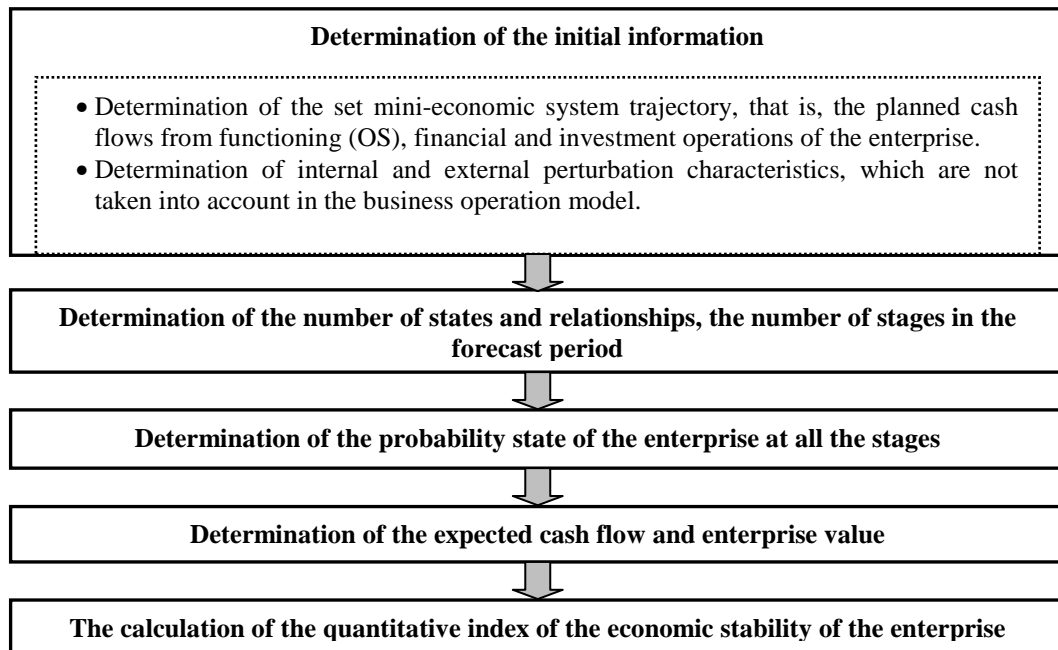 Determination of the initial information
• Determination of the set mini-economic system trajectory, that is, the planned cash
flows from functioning (OS), financial and investment operations of the enterprise.
• Determination of internal and external perturbation characteristics, which are not
taken into account in the business operation model.
Determination of the number of states and relationships, the number of stages in the
forecast period
Determination of the probability state of the enterprise at all the stages
Determination of the expected cash flow and enterprise value
The calculation of the quantitative index of the economic stability of the enterprise